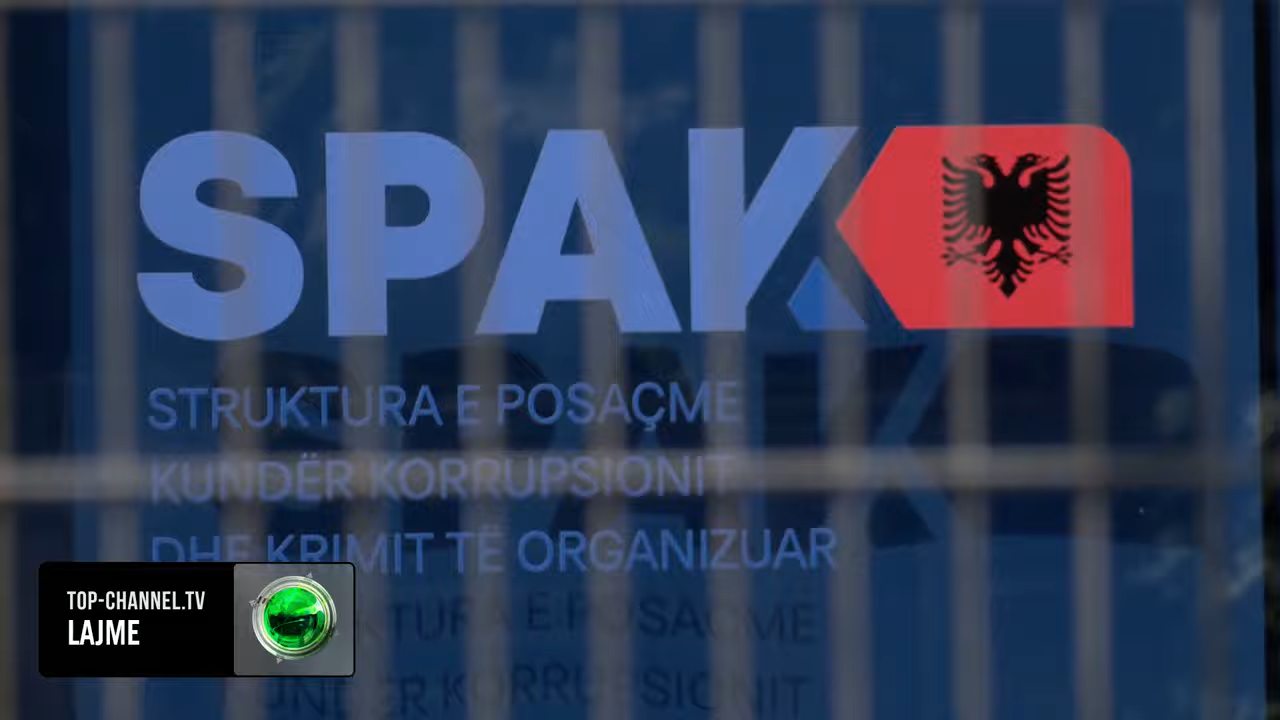 SPAK
STRUKTURA E POSAÇME
KUNDËR KORRUPSIONIT
DHE KRIMIT TË ORGANIZUAR
TOP-CHANNEL.TV
LAJME